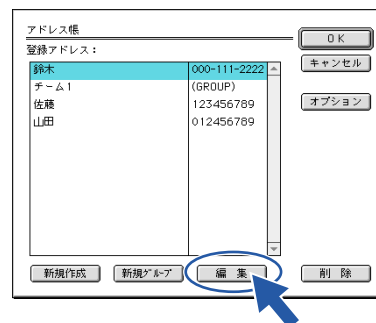 アドレス帳
登録アドレス：
鈴木 000-111-2222
チーム1 (GROUP)
佐藤 123456789
山田 012456789
OK
キャンセル
オプション
新規作成 新規ｸﾞﾙｰﾌﾟ 編 集 削 除